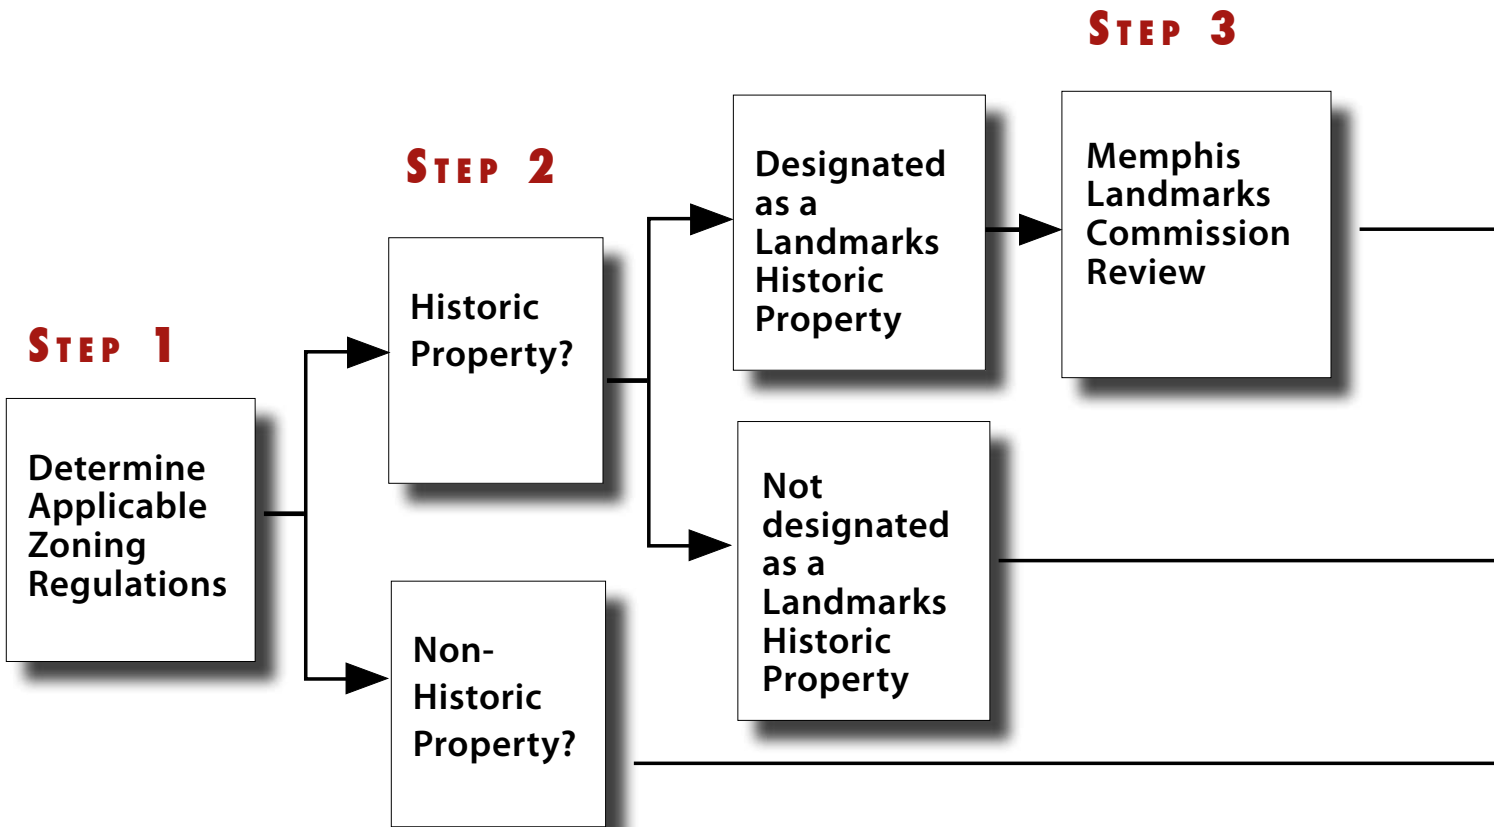 STEP 1
Determine
Applicable
Zoning
Regulations
STEP 2
Historic
Property?
Non-
Historic
Property?
Designated
as a
Landmarks
Historic
Property
Not
designated
as a
Landmarks
Historic
Property
STEP 3
Memphis
Landmarks
Commission
Review